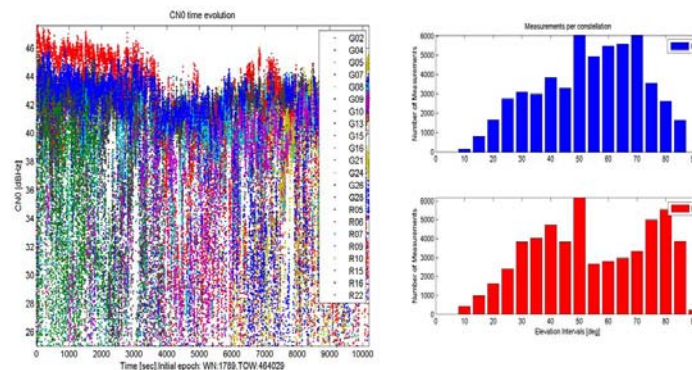 CN0 time evolution
46
44
42
40
38
36
34
32
30
28
26
CN0 [dBHz]
0 1000 2000 3000 4000 5000 6000 7000 8000 9000 10000
Time [sec].Initial epoch: WN:1769.TOW:464029
G02
G04
G05
G07
G08
G09
G10
G13
G15
G16
G21
G24
G26
G28
R05
R06
R07
R09
R10
R15
R16
R22
Measurements per constellation
6000
5000
4000
3000
2000
1000
0
Number of Measurements
0 10 20 30 40 50 60 70 80
6000
5000
4000
3000
2000
1000
0
Number of Measurements
0 10 20 30 40 50 60 70 80
Elevation Intervals [deg]